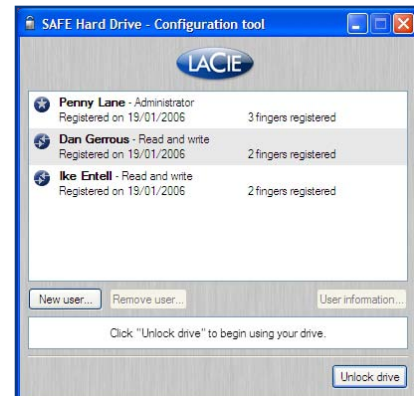 SAFE Hard Drive - Configuration tool
LACIE
Penny Lane - Administrator
Registered on 19/01/2006 3 fingers registered
Dan Gerrous - Read and write
Registered on 19/01/2006 2 fingers registered
Ike Entell - Read and write
Registered on 19/01/2006 2 fingers registered
New user... Remove user... User information...
Click "Unlock drive" to begin using your drive.
Unlock drive